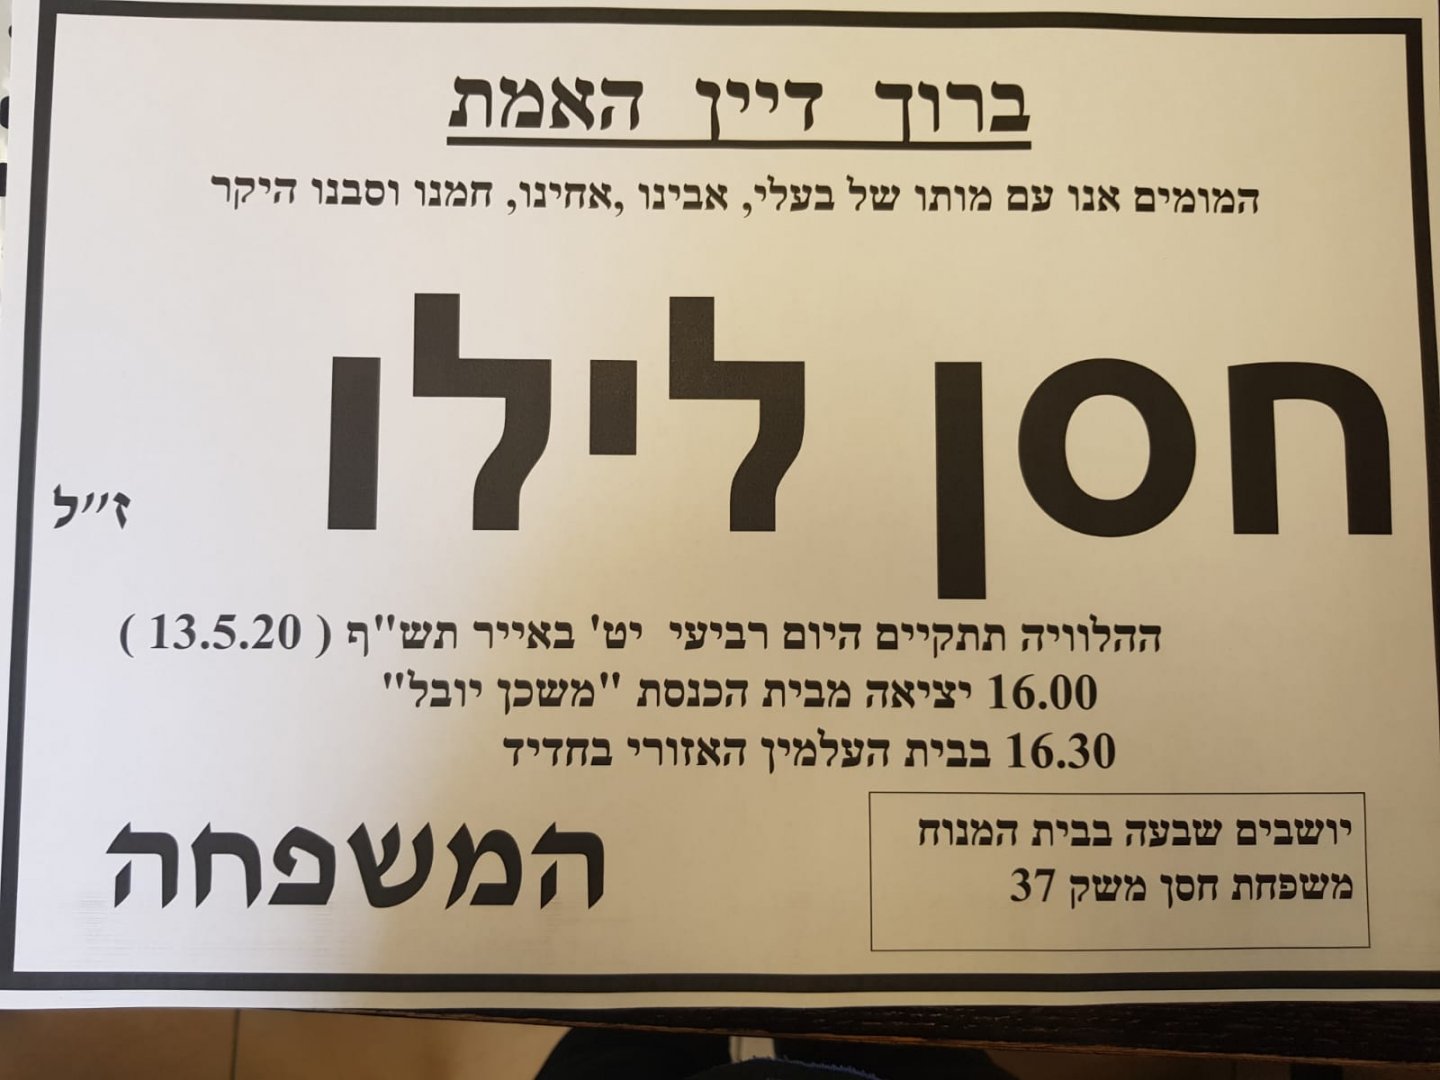 ברוך דיין האמת
המומים אנו עם מותו של בעלי, אבינו ,אחינו, חמנו וסבנו היקר
חסן לילו
ז״ל
ההלוויה תתקיים היום רביעי יט' באייר תש"ף ( 13.5.20 )
16.00 יציאה מבית הכנסת "משכן יובל"
16.30 בבית העלמין האזורי בחדיד
יושבים שבעה בבית המנוח
משפחת חסן משק 37
המשפחה